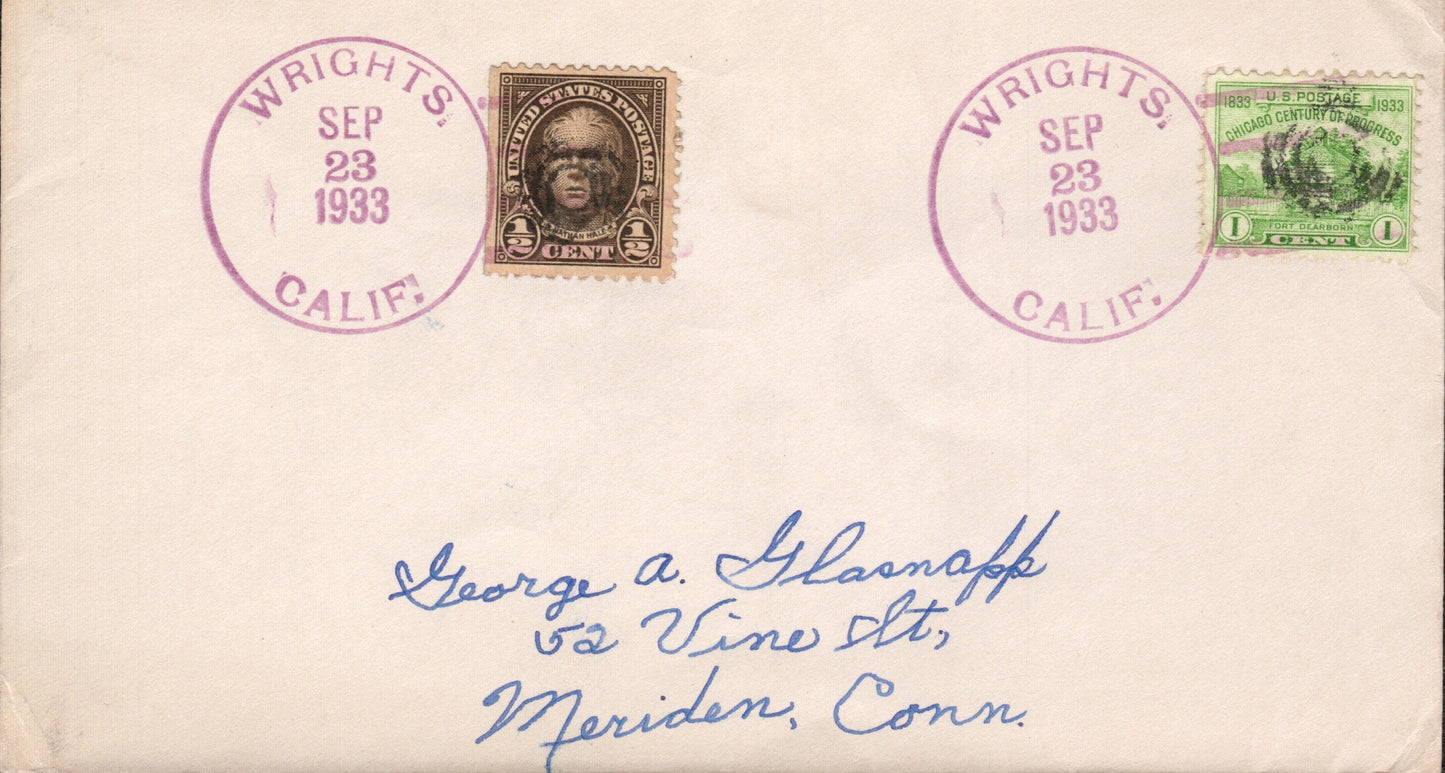 WRIGHTS.
SEP
23
1933
CALIF.
UNITED STATES POSTAGE
NATHAN HALE
1/2 CENT 1/2
WRIGHTS.
SEP
23
1933
CALIF.
1833 U.S. POSTAGE 1933
CHICAGO CENTURY OF PROGRESS
FORT DEARBORN
1 CENT 1
George A. Glasnapp
52 Vine St,
Meriden, Conn.